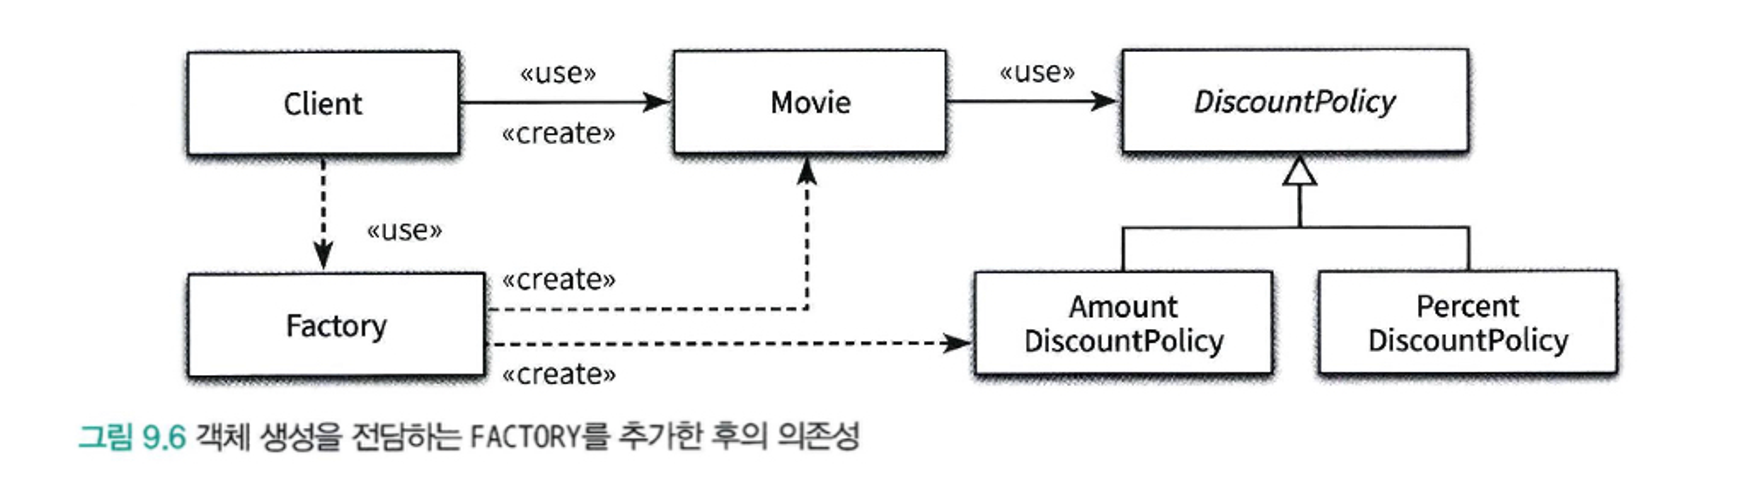 Client
«use»
«create»
Movie
«use»
DiscountPolicy
«use»
Factory
«create»
«create»
Amount
DiscountPolicy
Percent
DiscountPolicy
그림 9.6 객체 생성을 전담하는 FACTORY를 추가한 후의 의존성